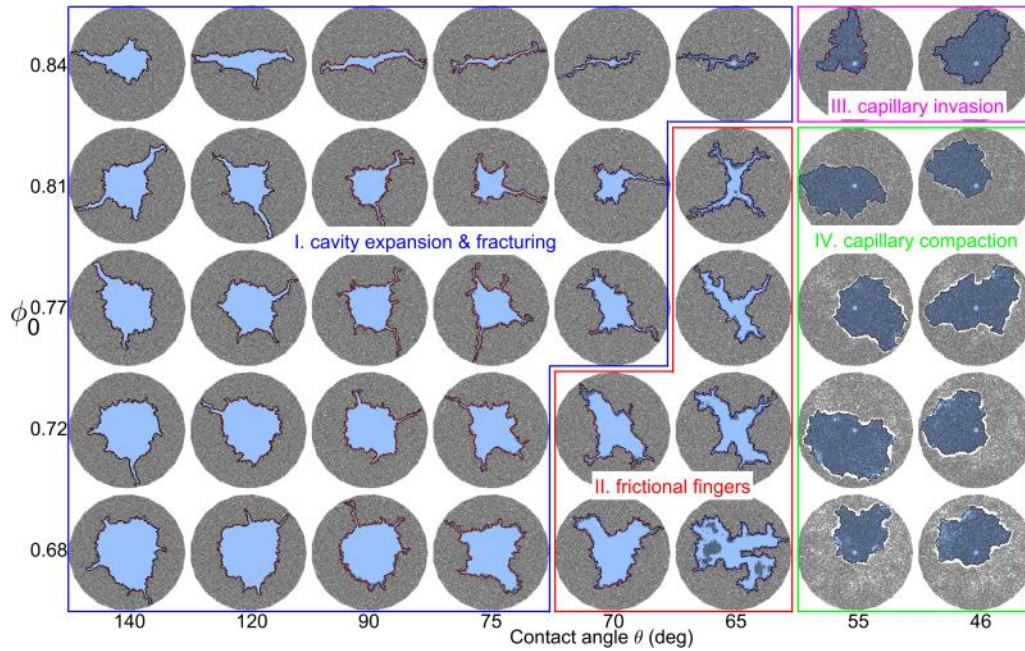 0.84
III. capillary invasion
0.81
I. cavity expansion & fracturing
IV. capillary compaction
ϕ0
0.77
0.72
II. frictional fingers
0.68
140 120 90 75 70 65 55 46
Contact angle θ (deg)